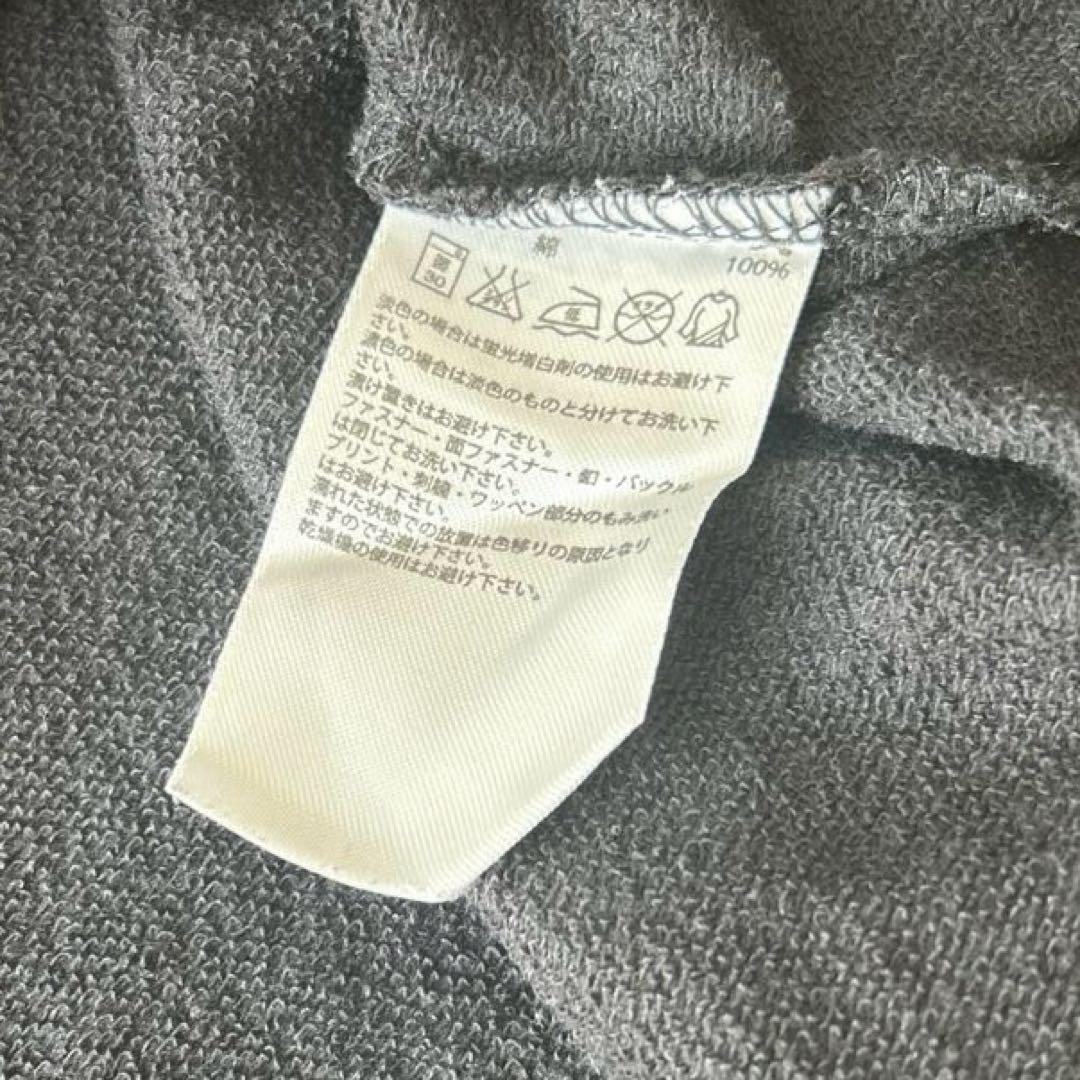 綿 100%
淡色の場合は蛍光増白剤の使用はお避け下
さい。
濃色の場合は淡色のものと分けてお洗い下
さい。
漬け置きはお避け下さい。
ファスナー・面ファスナー・釦・バックル
は閉じてお洗い下さい。
プリント・刺繍・ワッペン部分のもみ洗い
はお避け下さい。
濡れた状態での放置は色移りの原因となり
ますのでお避け下さい。
乾燥機の使用はお避け下さい。